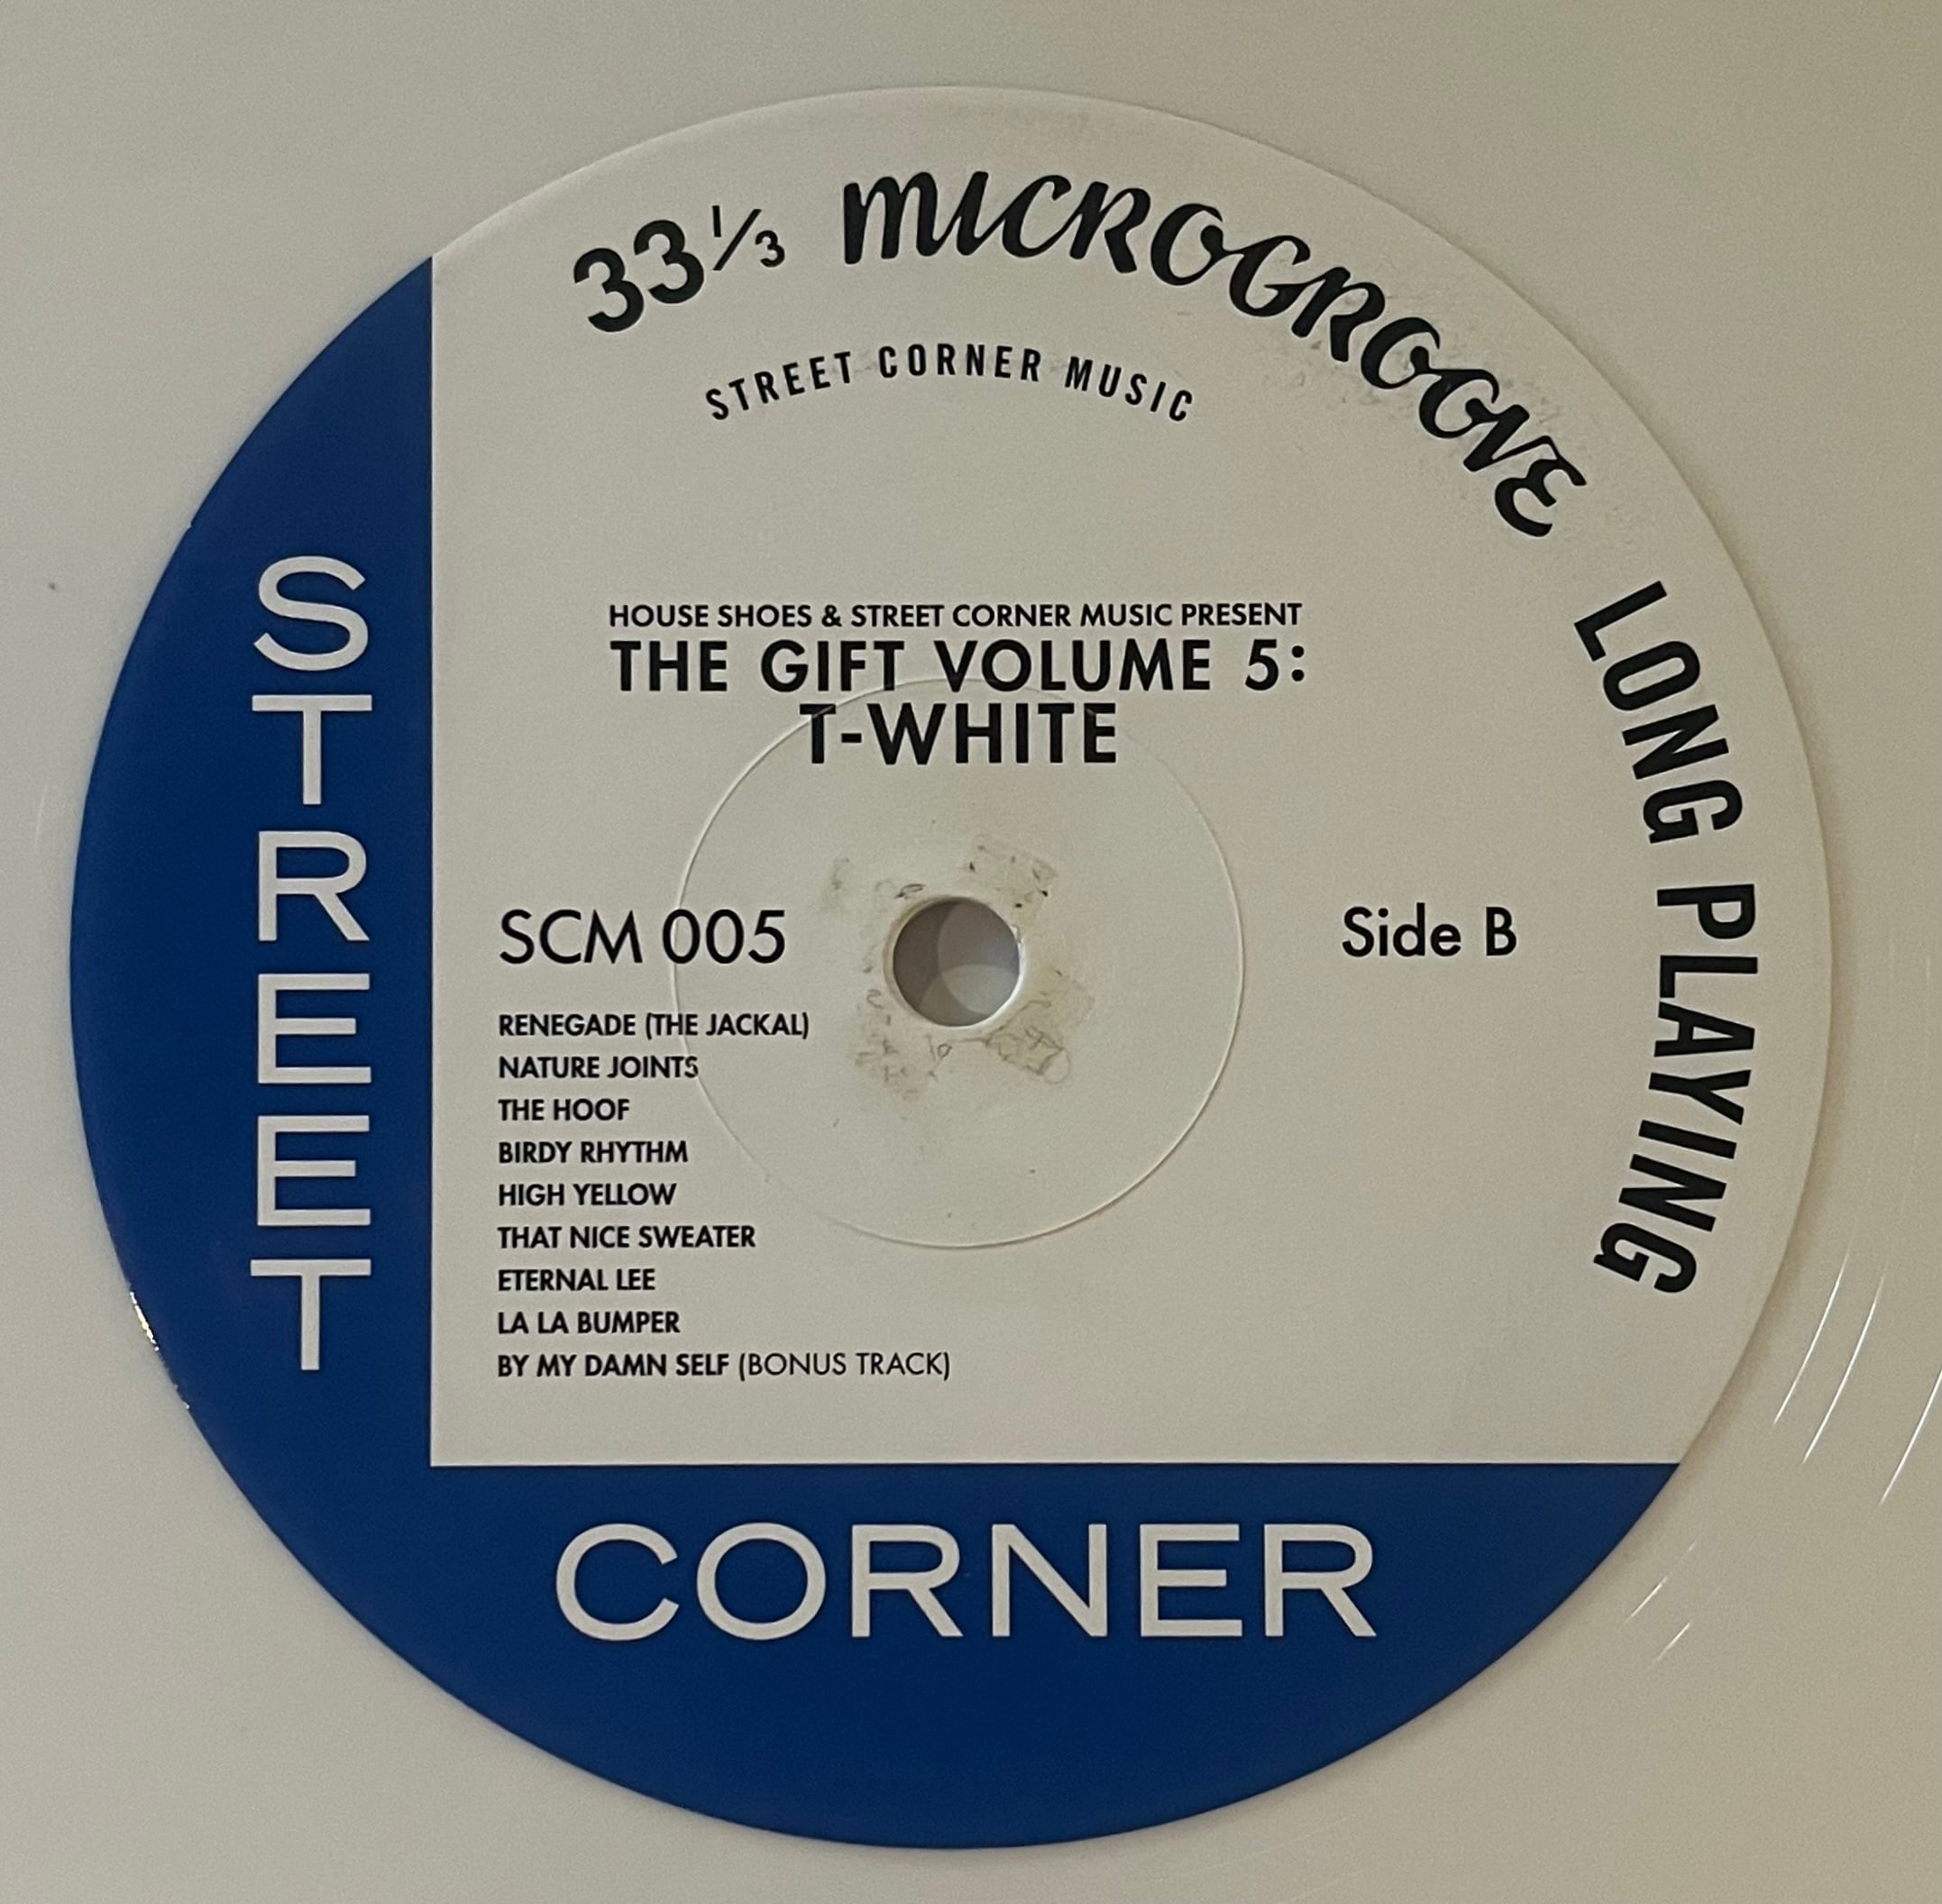 33⅓ MICROGROOVE LONG PLAYING
STREET CORNER MUSIC
HOUSE SHOES & STREET CORNER MUSIC PRESENT
THE GIFT VOLUME 5:
T-WHITE
SCM 005
Side B
RENEGADE (THE JACKAL)
NATURE JOINTS
THE HOOF
BIRDY RHYTHM
HIGH YELLOW
THAT NICE SWEATER
ETERNAL LEE
LA LA BUMPER
BY MY DAMN SELF (BONUS TRACK)
STREET
CORNER